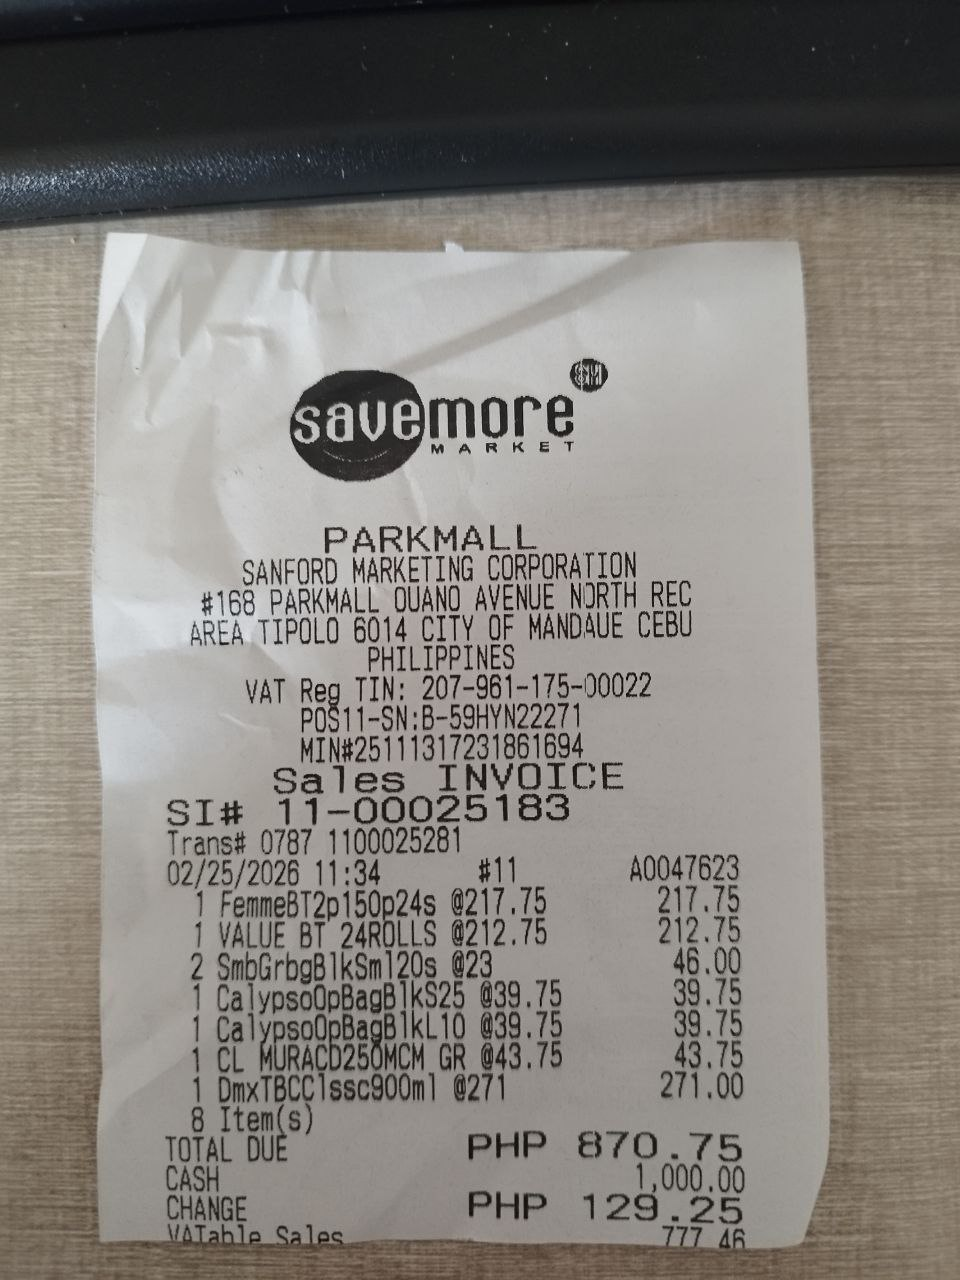 savemore
SM
MARKET
PARKMALL
SANFORD MARKETING CORPORATION
#168 PARKMALL OUANO AVENUE NORTH REC
AREA TIPOLO 6014 CITY OF MANDAUE CEBU
PHILIPPINES
VAT Reg TIN: 207-961-175-00022
POS11-SN:B-59HYN22271
MIN#25111317231861694
Sales INVOICE
SI# 11-00025183
Trans# 0787 1100025281
02/25/2026 11:34 #11 A0047623
1 FemmeBT2p150p24s @217.75 217.75
1 VALUE BT 24ROLLS @212.75 212.75
2 SmbGrbgBlkSml20s @23 46.00
1 CalypsoOpBagBlkS25 @39.75 39.75
1 CalypsoOpBagBlkL10 @39.75 39.75
1 CL MURACD250MCM GR @43.75 43.75
1 DmxTBCClssc900ml @271 271.00
8 Item(s)
TOTAL DUE PHP 870.75
CASH 1,000.00
CHANGE PHP 129.25
VATable Sales 777.46